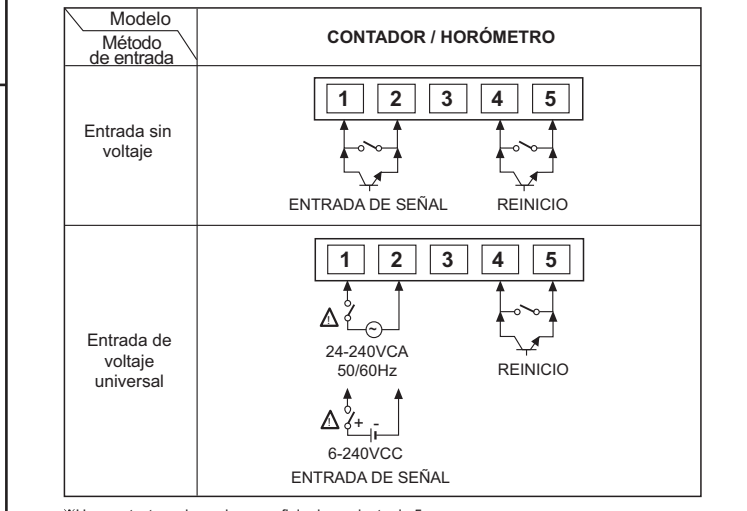 Modelo
Método
de entrada
CONTADOR / HORÓMETRO
Entrada sin
voltaje
1 2 3 4 5
ENTRADA DE SEÑAL REINICIO
Entrada de
voltaje
universal
1 2 3 4 5
24-240VCA
50/60Hz
REINICIO
+ -
6-240VCC
ENTRADA DE SEÑAL